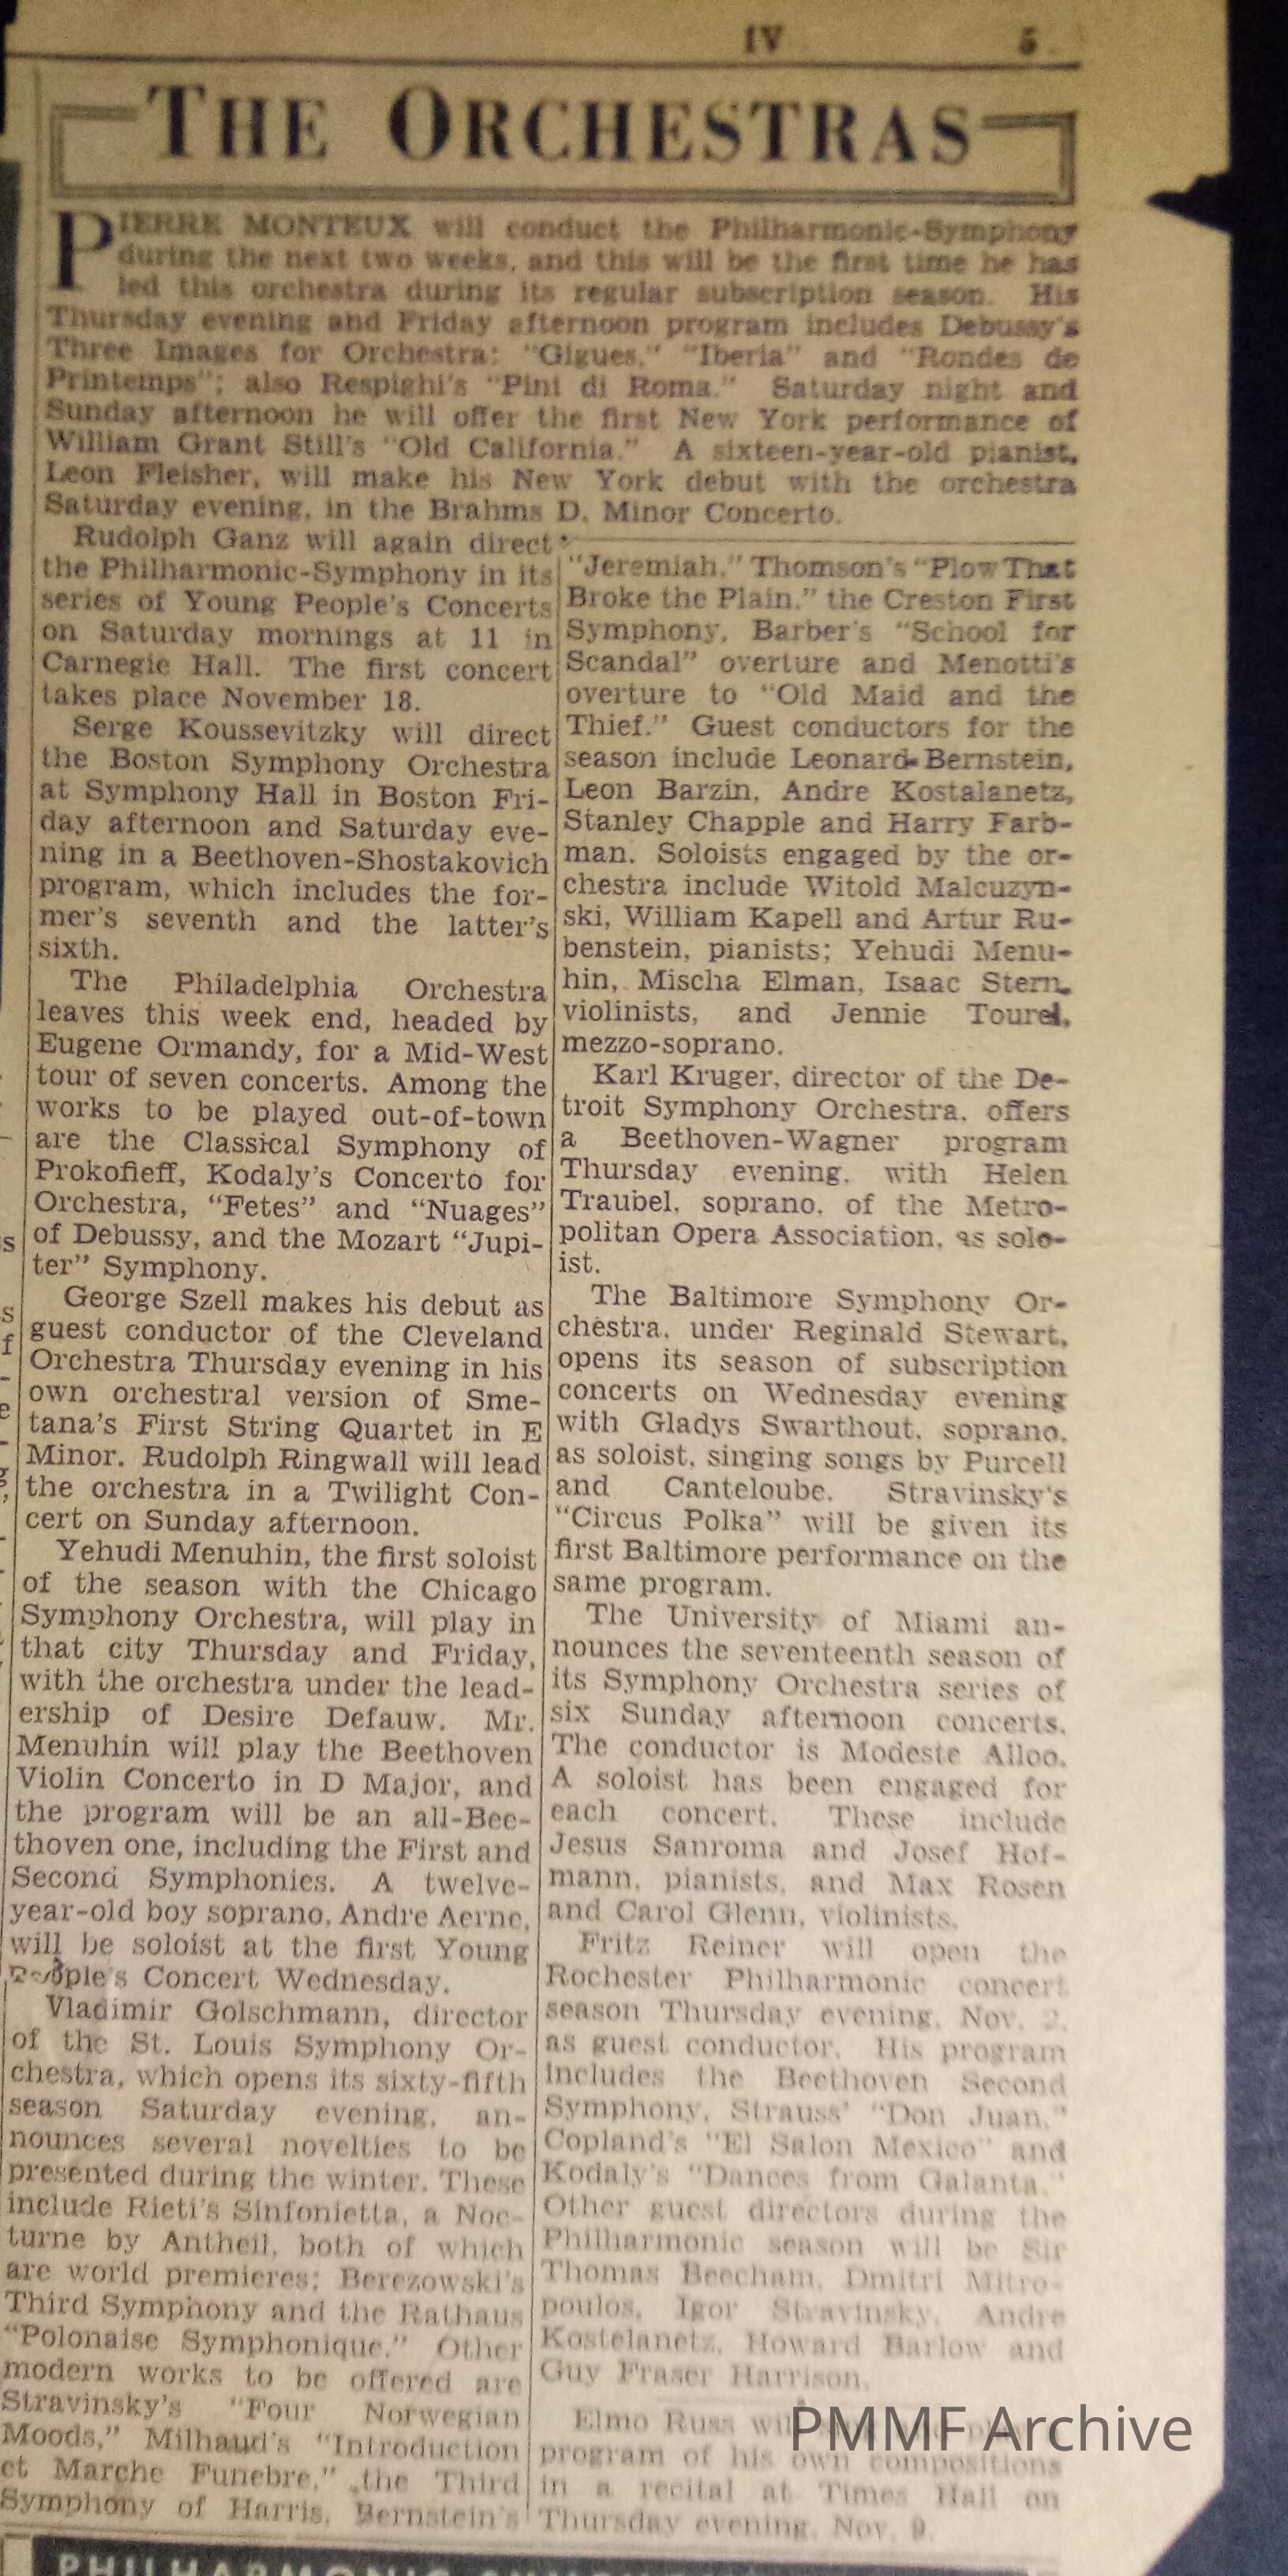 IV 5
THE ORCHESTRAS
PIERRE MONTEUX will conduct the Philharmonic-Symphony
during the next two weeks, and this will be the first time he has
led this orchestra during its regular subscription season. His
Thursday evening and Friday afternoon program includes Debussy's
Three Images for Orchestra: "Gigues," "Iberia" and "Rondes de
Printemps"; also Respighi's "Pini di Roma." Saturday night and
Sunday afternoon he will offer the first New York performance of
William Grant Still's "Old California." A sixteen-year-old pianist,
Leon Fleisher, will make his New York debut with the orchestra
Saturday evening, in the Brahms D. Minor Concerto.
Rudolph Ganz will again direct
the Philharmonic-Symphony in its
series of Young People's Concerts
on Saturday mornings at 11 in
Carnegie Hall. The first concert
takes place November 18.
Serge Koussevitzky will direct
the Boston Symphony Orchestra
at Symphony Hall in Boston Fri-
day afternoon and Saturday eve-
ning in a Beethoven-Shostakovich
program, which includes the for-
mer's seventh and the latter's
sixth.
The Philadelphia Orchestra
leaves this week end, headed by
Eugene Ormandy, for a Mid-West
tour of seven concerts. Among the
works to be played out-of-town
are the Classical Symphony of
Prokofieff, Kodaly's Concerto for
Orchestra, "Fetes" and "Nuages"
of Debussy, and the Mozart "Jupi-
ter" Symphony.
George Szell makes his debut as
guest conductor of the Cleveland
Orchestra Thursday evening in his
own orchestral version of Sme-
tana's First String Quartet in E
Minor. Rudolph Ringwall will lead
the orchestra in a Twilight Con-
cert on Sunday afternoon.
Yehudi Menuhin, the first soloist
of the season with the Chicago
Symphony Orchestra, will play in
that city Thursday and Friday,
with the orchestra under the lead-
ership of Desire Defauw. Mr.
Menuhin will play the Beethoven
Violin Concerto in D Major, and
the program will be an all-Bee-
thoven one, including the First and
Second Symphonies. A twelve-
year-old boy soprano, Andre Aerne,
will be soloist at the first Young
People's Concert Wednesday.
Vladimir Golschmann, director
of the St. Louis Symphony Or-
chestra, which opens its sixty-fifth
season Saturday evening, an-
nounces several novelties to be
presented during the winter. These
include Rieti's Sinfonietta, a Noc-
turne by Antheil, both of which
are world premieres; Berezowski's
Third Symphony and the Rathaus
"Polonaise Symphonique." Other
modern works to be offered are
Stravinsky's "Four Norwegian
Moods," Milhaud's "Introduction
et Marche Funebre," the Third
Symphony of Harris, Bernstein's
"Jeremiah," Thomson's "Plow That
Broke the Plain," the Creston First
Symphony, Barber's "School for
Scandal" overture and Menotti's
overture to "Old Maid and the
Thief." Guest conductors for the
season include Leonard Bernstein,
Leon Barzin, Andre Kostalanetz,
Stanley Chapple and Harry Farb-
man. Soloists engaged by the or-
chestra include Witold Malcuzyn-
ski, William Kapell and Artur Ru-
benstein, pianists; Yehudi Menu-
hin, Mischa Elman, Isaac Stern,
violinists, and Jennie Tourel,
mezzo-soprano.
Karl Kruger, director of the De-
troit Symphony Orchestra, offers
a Beethoven-Wagner program
Thursday evening, with Helen
Traubel, soprano, of the Metro-
politan Opera Association, as solo-
ist.
The Baltimore Symphony Or-
chestra, under Reginald Stewart,
opens its season of subscription
concerts on Wednesday evening
with Gladys Swarthout, soprano,
as soloist, singing songs by Purcell
and Canteloube. Stravinsky's
"Circus Polka" will be given its
first Baltimore performance on the
same program.
The University of Miami an-
nounces the seventeenth season of
its Symphony Orchestra series of
six Sunday afternoon concerts.
The conductor is Modeste Alloo.
A soloist has been engaged for
each concert. These include
Jesus Sanroma and Josef Hof-
mann, pianists, and Max Rosen
and Carol Glenn, violinists.
Fritz Reiner will open the
Rochester Philharmonic concert
season Thursday evening, Nov. 2,
as guest conductor. His program
includes the Beethoven Second
Symphony, Strauss' "Don Juan,"
Copland's "El Salon Mexico" and
Kodaly's "Dances from Galanta."
Other guest directors during the
Philharmonic season will be Sir
Thomas Beecham, Dmitri Mitro-
poulos, Igor Stravinsky, Andre
Kostelanetz, Howard Barlow and
Guy Fraser Harrison.
Elmo Russ
program of his own compositions
in a recital at Times Hall on
Thursday evening, Nov. 9.
PMMF Archive